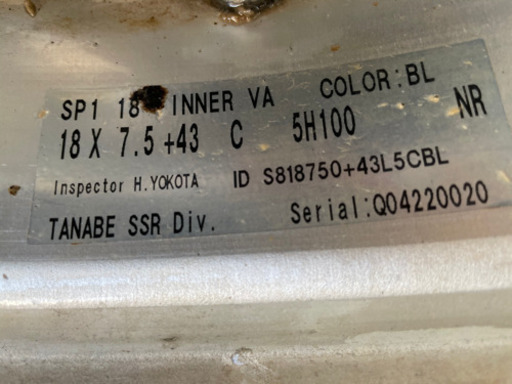 SP1 18 INNER VA COLOR:BL
18 X 7.5 +43 C 5H100 NR
Inspector H.YOKOTA ID S818750+43L5CBL
TANABE SSR Div. Serial:Q04220020